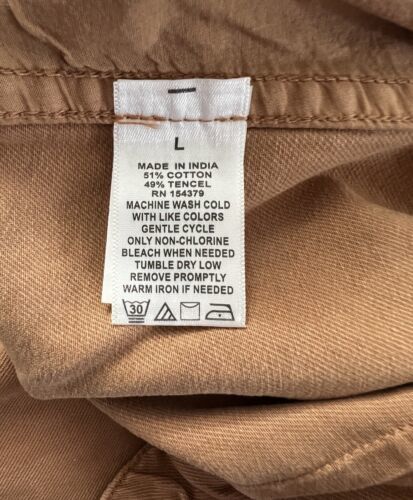 L
MADE IN INDIA
51% COTTON
49% TENCEL
RN 154379
MACHINE WASH COLD
WITH LIKE COLORS
GENTLE CYCLE
ONLY NON-CHLORINE
BLEACH WHEN NEEDED
TUMBLE DRY LOW
REMOVE PROMPTLY
WARM IRON IF NEEDED
30